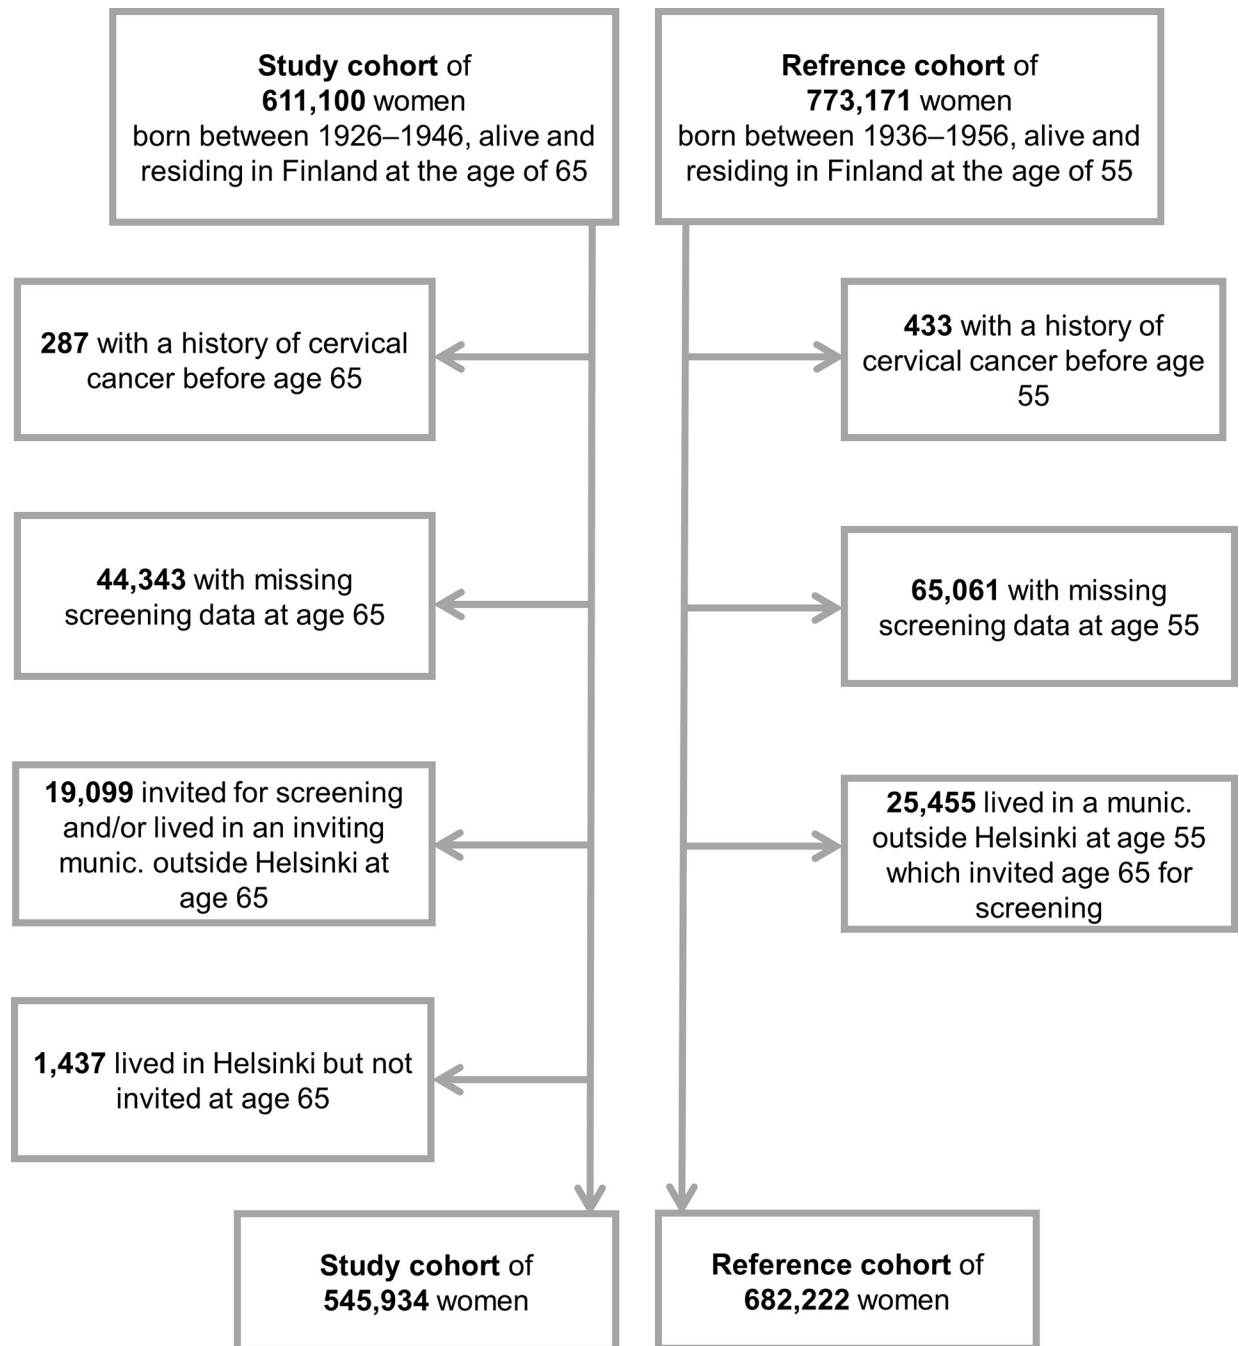 Study cohort of
611,100 women
born between 1926–1946, alive and
residing in Finland at the age of 65
Refrence cohort of
773,171 women
born between 1936–1956, alive and
residing in Finland at the age of 55
287 with a history of cervical
cancer before age 65
433 with a history of
cervical cancer before age
55
44,343 with missing
screening data at age 65
65,061 with missing
screening data at age 55
19,099 invited for screening
and/or lived in an inviting
munic. outside Helsinki at
age 65
25,455 lived in a munic.
outside Helsinki at age 55
which invited age 65 for
screening
1,437 lived in Helsinki but not
invited at age 65
Study cohort of
545,934 women
Reference cohort of
682,222 women